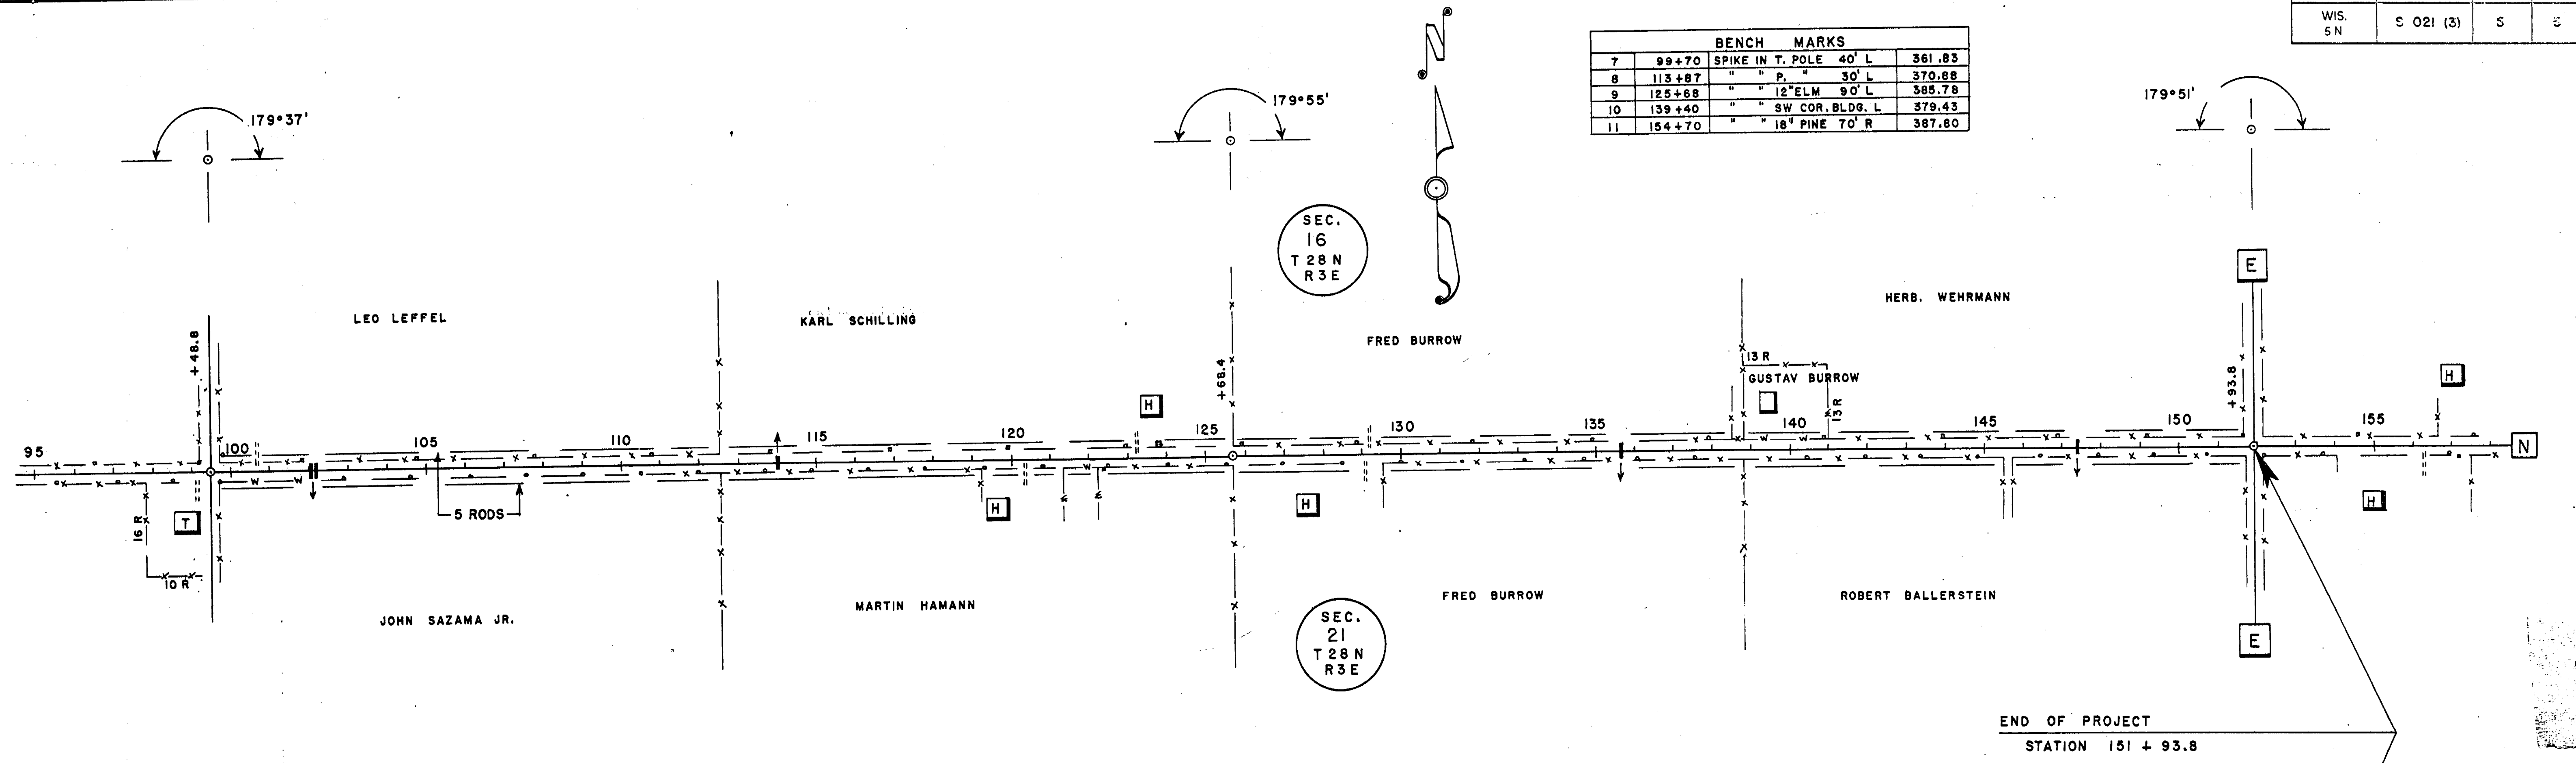 WIS. 5 N S 021 (3) S
BENCH MARKS
7 99+70 SPIKE IN T. POLE 40' L 361.83
8 113+87 " " P. " 30' L 370.88
9 125+68 " " 12" ELM 90' L 385.78
10 139+40 " " SW COR. BLDG. L 379.43
11 154+70 " " 18" PINE 70' R 387.80
N
179°37'
179°55'
179°51'
SEC.
16
T 28 N
R 3 E
E
HERB. WEHRMANN
LEO LEFFEL
KARL SCHILLING
FRED BURROW
+48.8
+68.4
+93.8
13 R
GUSTAV BURROW
13 R
H
H
95 100 105 110 115 120 125 130 135 140 145 150 155
N
T
16 R
5 RODS
H
H
H
10 R
JOHN SAZAMA JR.
MARTIN HAMANN
FRED BURROW
ROBERT BALLERSTEIN
SEC.
21
T 28 N
R 3 E
E
W W W W W
END OF PROJECT
STATION 151 + 93.8